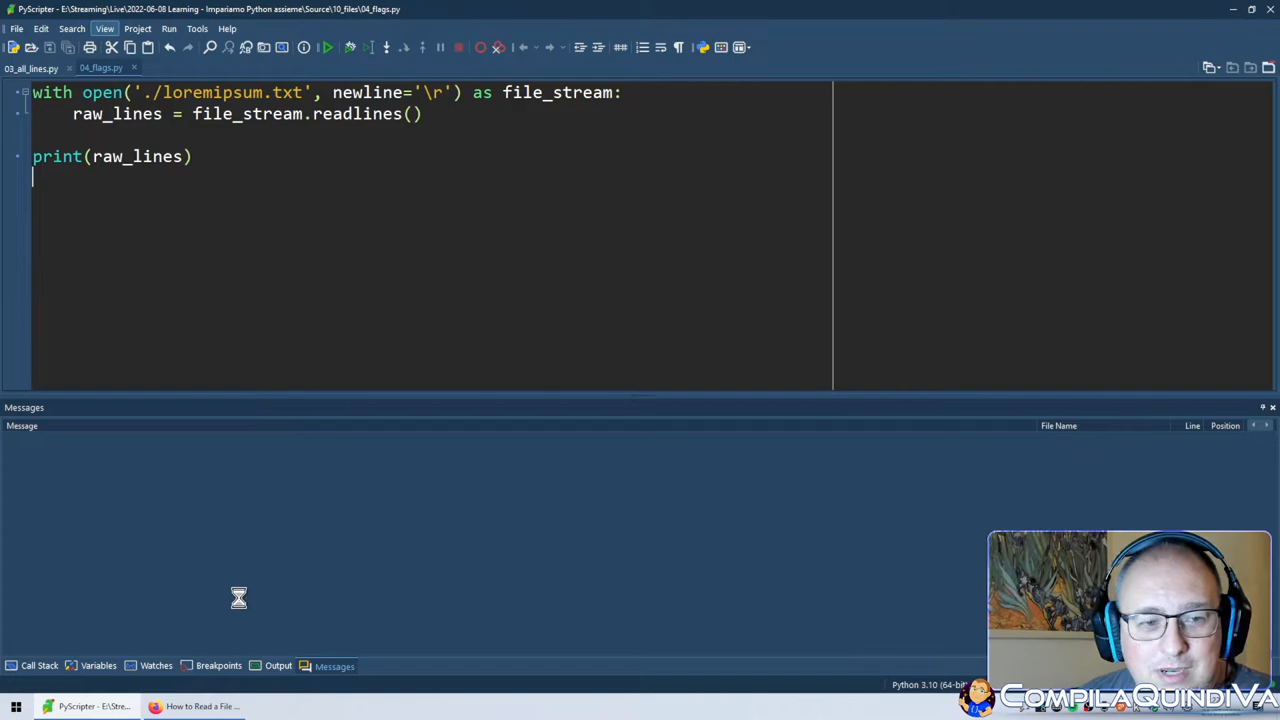 PyScripter - E:\Streaming\Live\2022-06-08 Learning - Impariamo Python assieme\Source\10_files\04_flags.py
File Edit Search View Project Run Tools Help
03_all_lines.py 04_flags.py
with open('./loremipsum.txt', newline='\r') as file_stream:
raw_lines = file_stream.readlines()
print(raw_lines)
Messages
Message File Name Line Position
Call Stack Variables Watches Breakpoints Output Messages
Python 3.10 (64-bit
CompilaQuindiVa
PyScripter - E:\Stre... How to Read a File ...